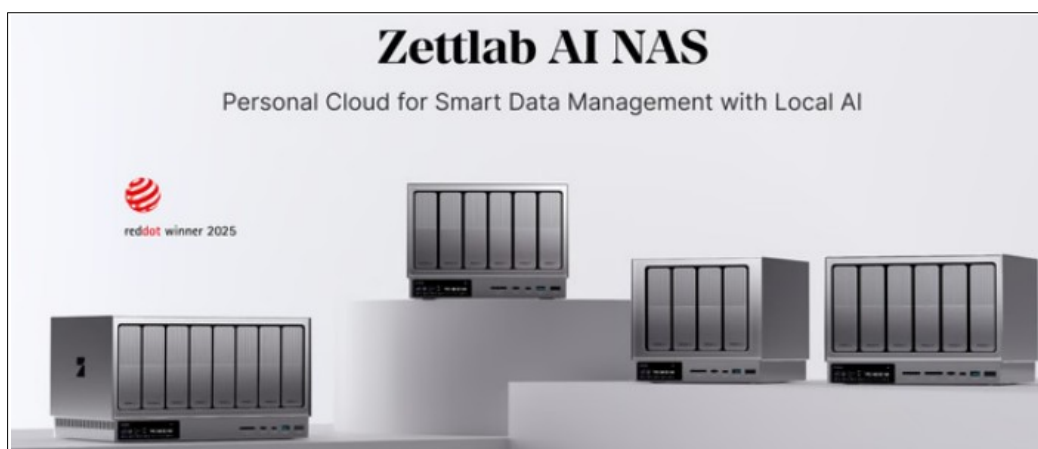 Zettlab AI NAS
Personal Cloud for Smart Data Management with Local AI
reddot winner 2025